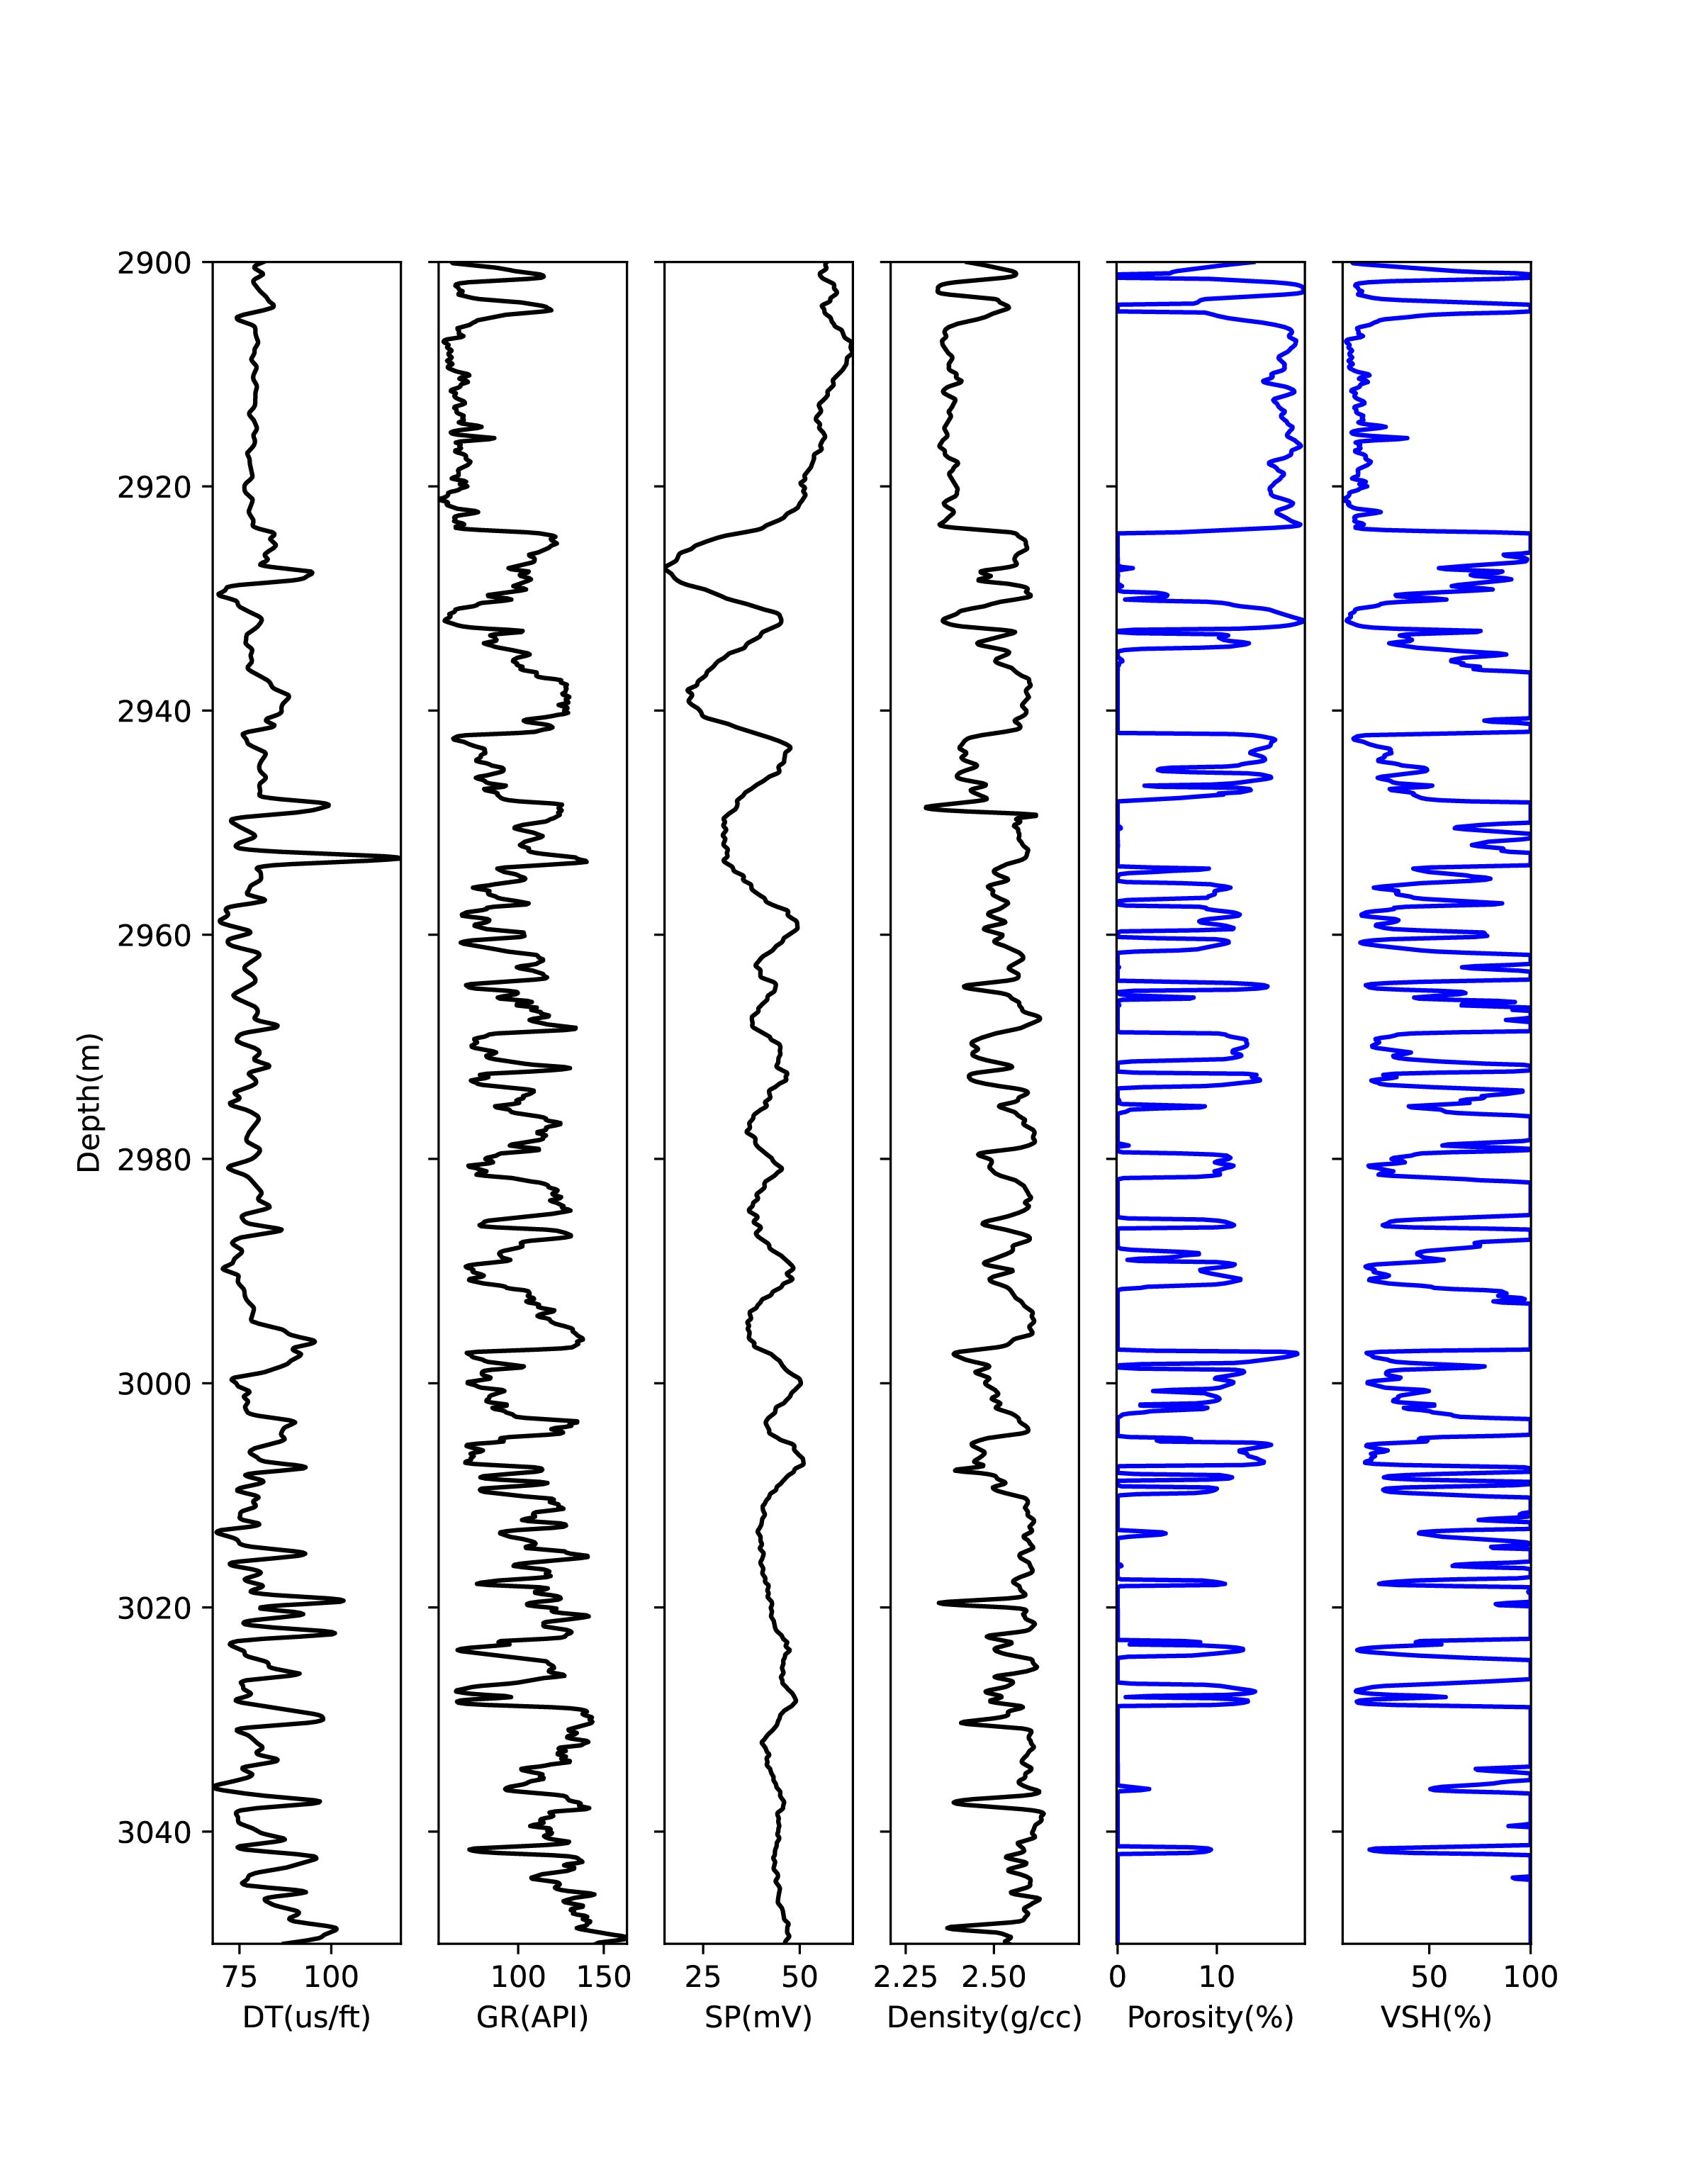 2900
2920
2940
2960
2980
3000
3020
3040
Depth(m)
75 100
100 150
25 50
2.25 2.50
0 10
50 100
DT(us/ft)
GR(API)
SP(mV)
Density(g/cc)
Porosity(%)
VSH(%)